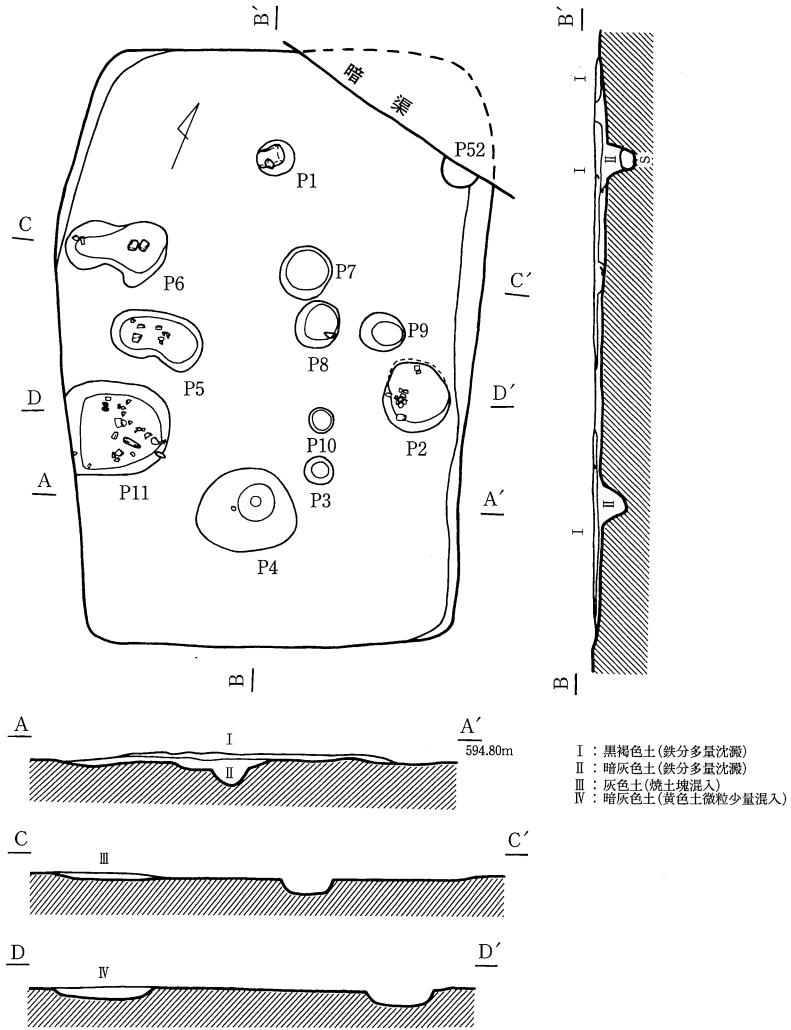 B′
暗
渠
P52
P1
C
P6
P7
C′
P8
P9
P5
D
D′
P10
P2
P11
P3
A
A′
P4
B
B′
I
I
II
S
II
I
B
A
I
II
A′
594.80m
C
III
C′
D
IV
D′
I：黒褐色土(鉄分多量沈澱)
II：暗灰色土(鉄分多量沈澱)
III：灰色土(焼土塊混入)
IV：暗灰色土(黄色土微粒少量混入)